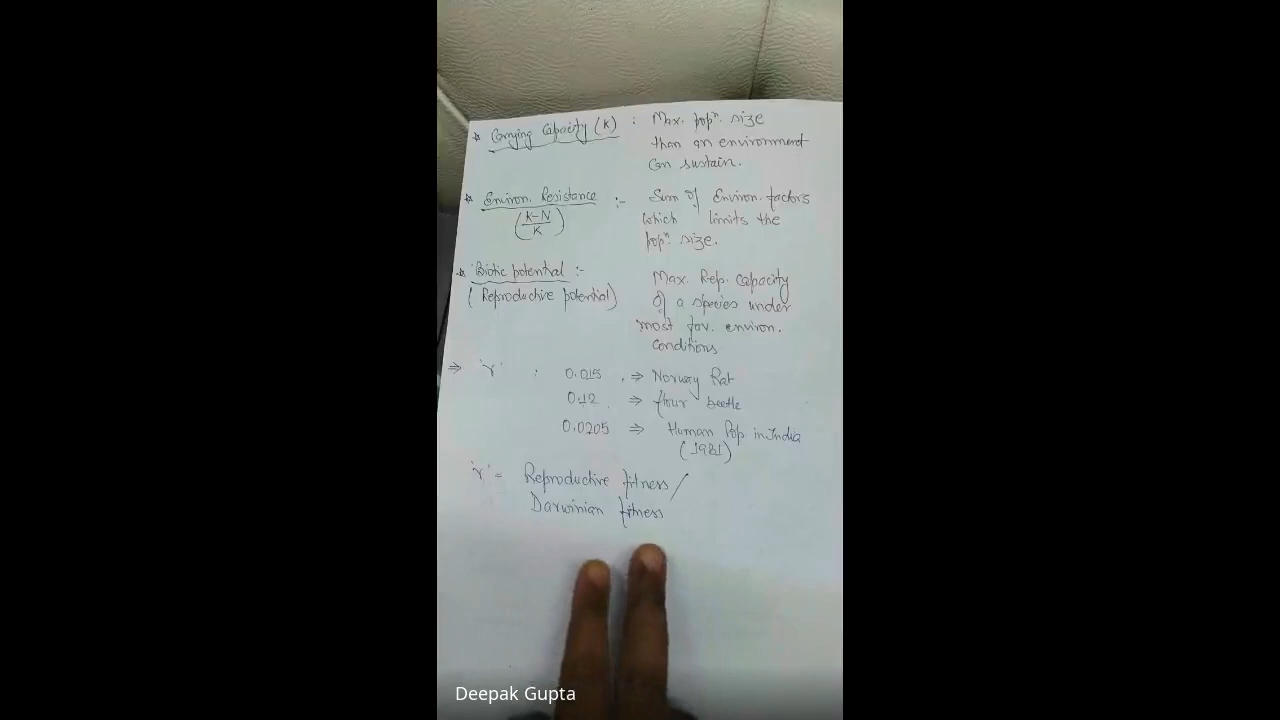 * Carrying Capacity (K) : Max. popⁿ. size
than an environment
can sustain.
* Environ. Resistance :- Sum of Environ. factors
(K-N/K) which limits the
popⁿ size.
* Biotic potential :- Max. Rep. capacity
(Reproductive potential) of a species under
most fav. environ.
conditions
⇒ 'r' : 0.015 . ⇒ Norway Rat
0.12 ⇒ flour beetle
0.0205 ⇒ Human Pop in India
(1981)
'r' = Reproductive fitness/
Darwinian fitness
Deepak Gupta